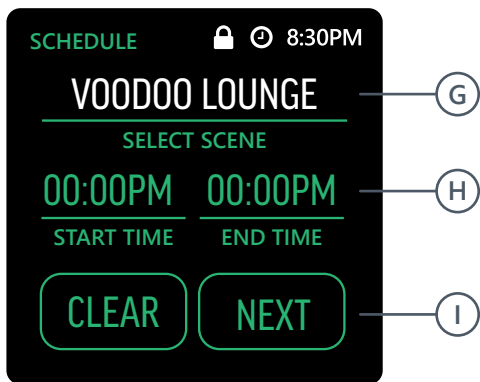 SCHEDULE 8:30PM
VOODOO LOUNGE G
SELECT SCENE
00:00PM 00:00PM H
START TIME END TIME
CLEAR NEXT I